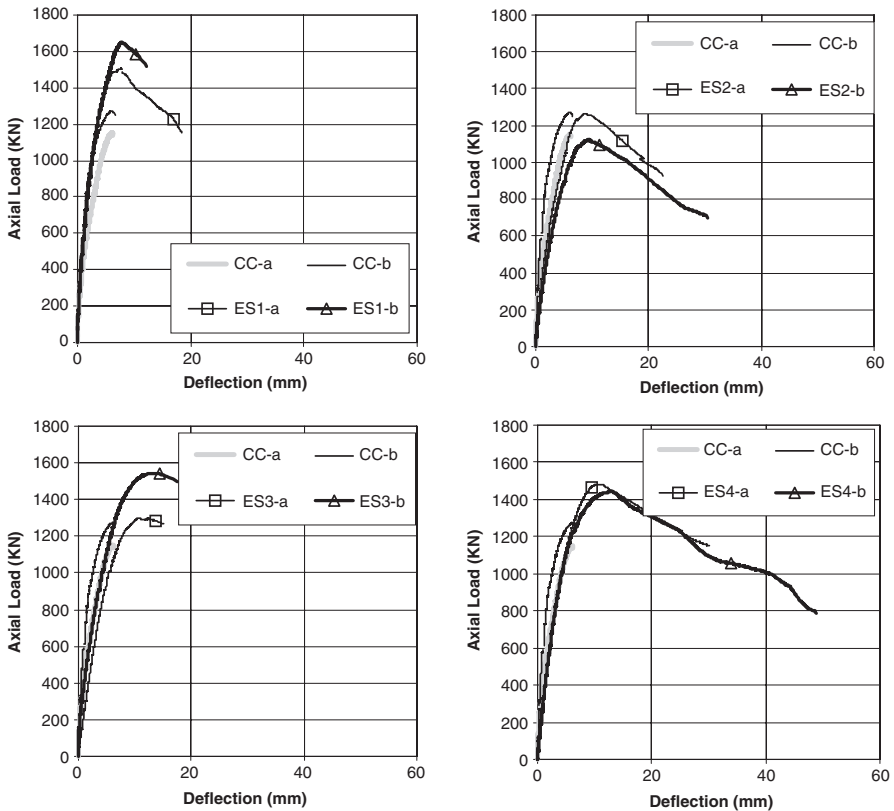 1800
1600
1400
1200
1000
800
600
400
200
0
Axial Load (KN)
CC-a CC-b
ES1-a ES1-b
0 20 40 60
Deflection (mm)
1800
1600
1400
1200
1000
800
600
400
200
0
Axial Load (KN)
CC-a CC-b
ES2-a ES2-b
0 20 40 60
Deflection (mm)
1800
1600
1400
1200
1000
800
600
400
200
0
Axial Load (KN)
CC-a CC-b
ES3-a ES3-b
0 20 40 60
Deflection (mm)
1800
1600
1400
1200
1000
800
600
400
200
0
Axial Load (KN)
CC-a CC-b
ES4-a ES4-b
0 20 40 60
Deflection (mm)